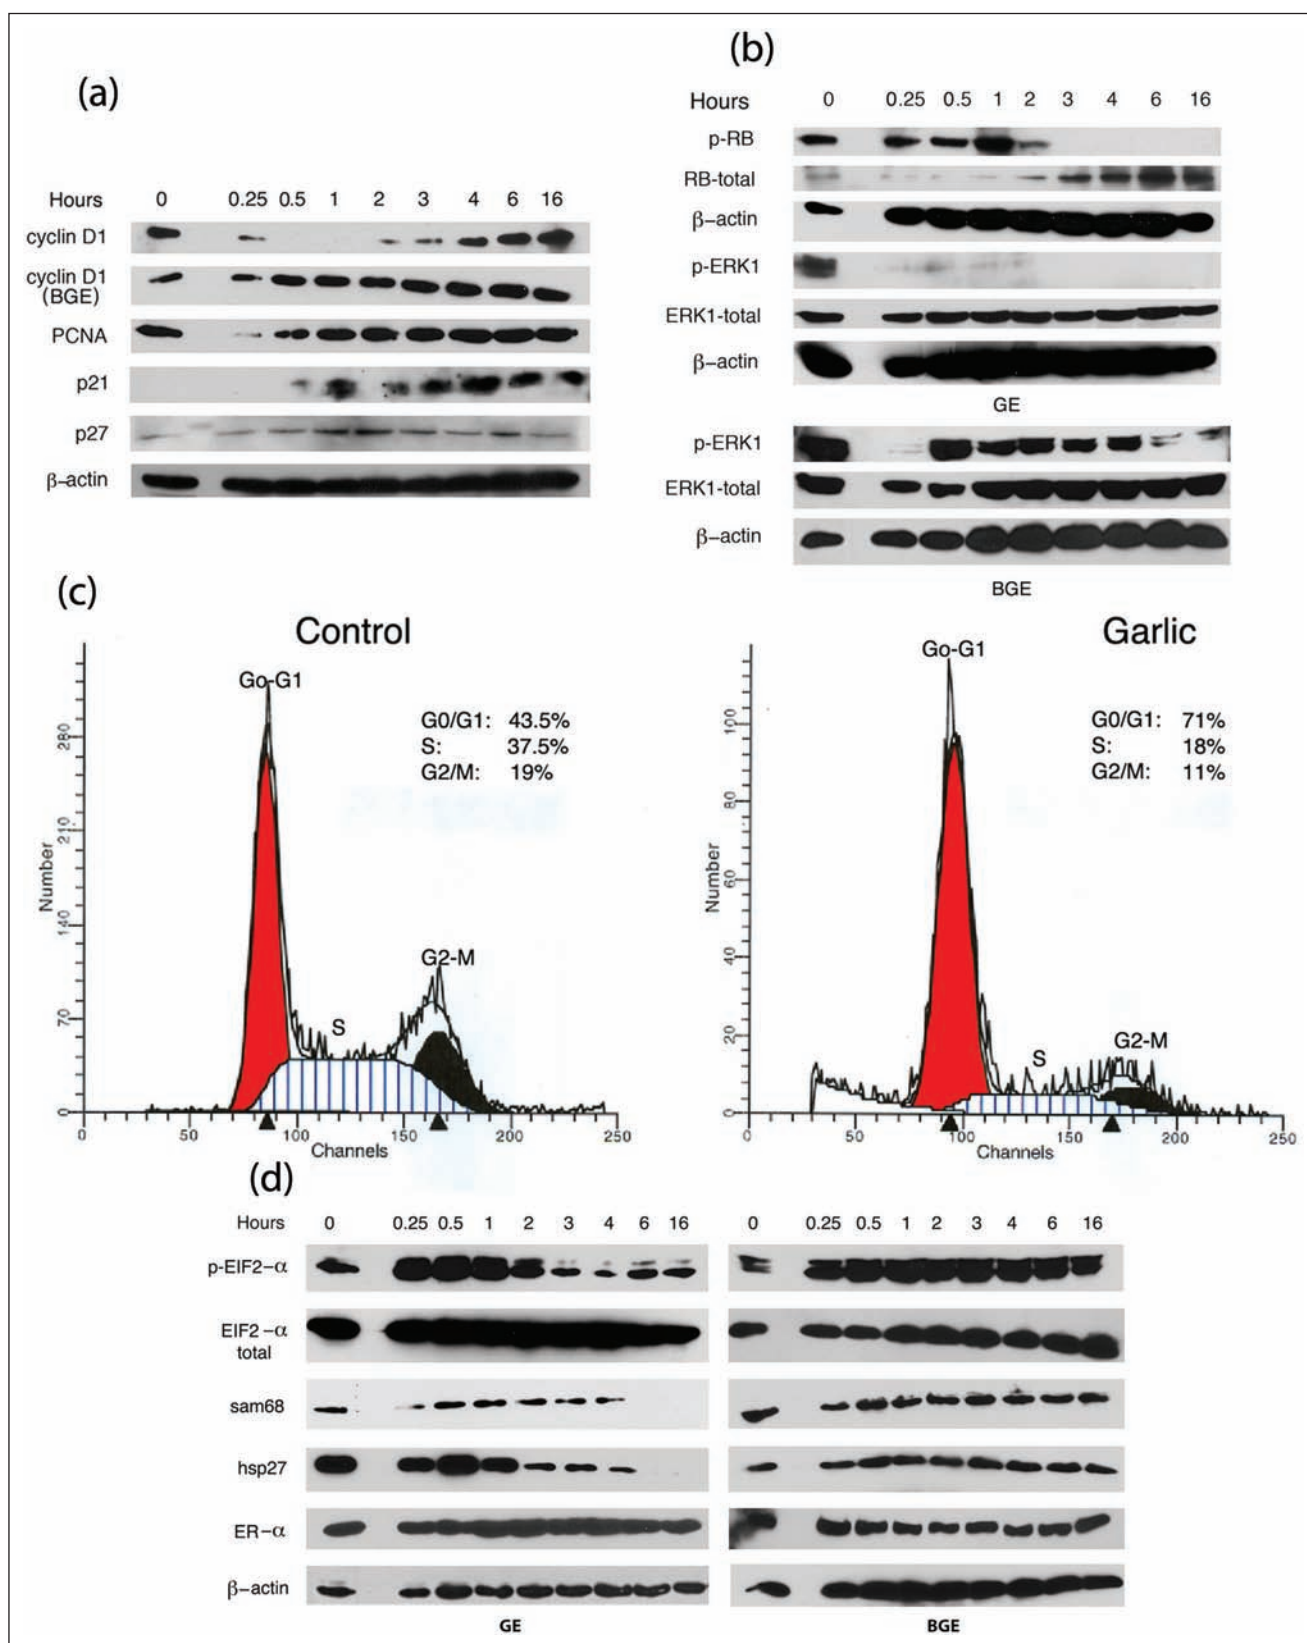 (a)
Hours 0 0.25 0.5 1 2 3 4 6 16
cyclin D1
cyclin D1
(BGE)
PCNA
p21
p27
β–actin
(b)
Hours 0 0.25 0.5 1 2 3 4 6 16
p-RB
RB-total
β–actin
p-ERK1
ERK1-total
β–actin
GE
p-ERK1
ERK1-total
β–actin
BGE
(c)
Control
Go-G1
G0/G1: 43.5%
S: 37.5%
G2/M: 19%
G2-M
S
Number
0 70 140 210 280
0 50 100 150 200 250
Channels
Garlic
Go-G1
G0/G1: 71%
S: 18%
G2/M: 11%
S
G2-M
Number
0 20 40 60 80 100
0 50 100 150 200 250
Channels
(d)
Hours 0 0.25 0.5 1 2 3 4 6 16 0 0.25 0.5 1 2 3 4 6 16
p-EIF2–α
EIF2–α
total
sam68
hsp27
ER–α
β–actin
GE BGE